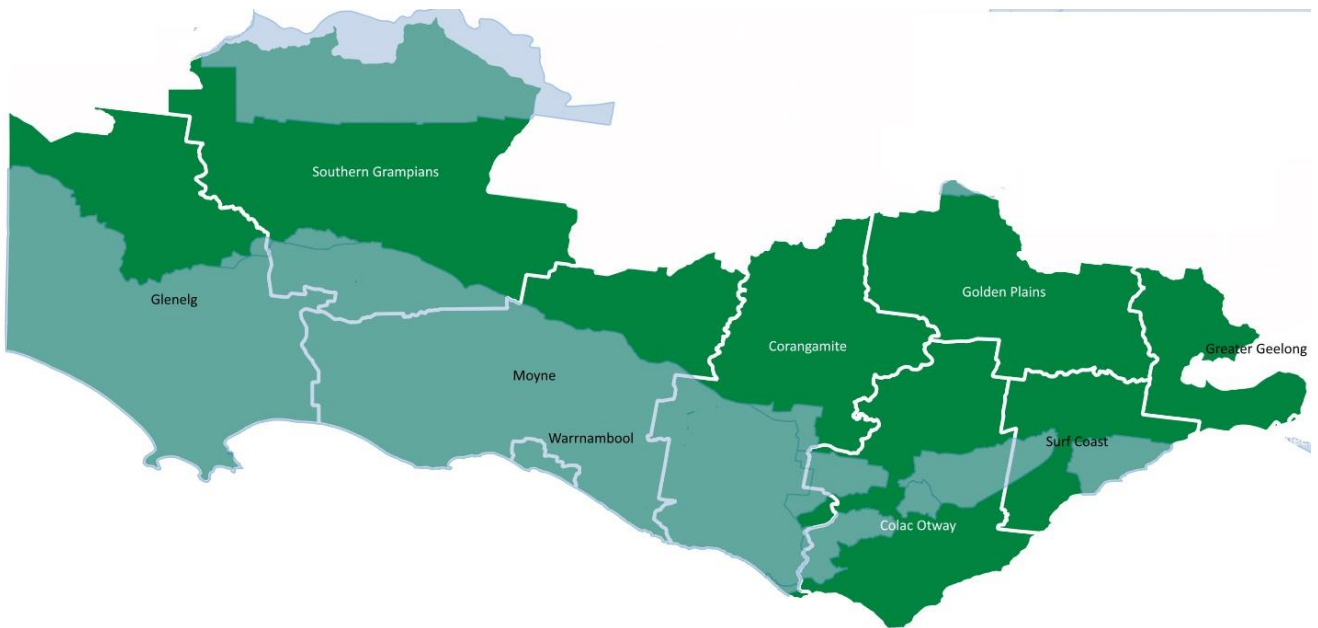 Southern Grampians
Glenelg
Golden Plains
Corangamite
Greater Geelong
Moyne
Warrnambool
Surf Coast
Colac Otway